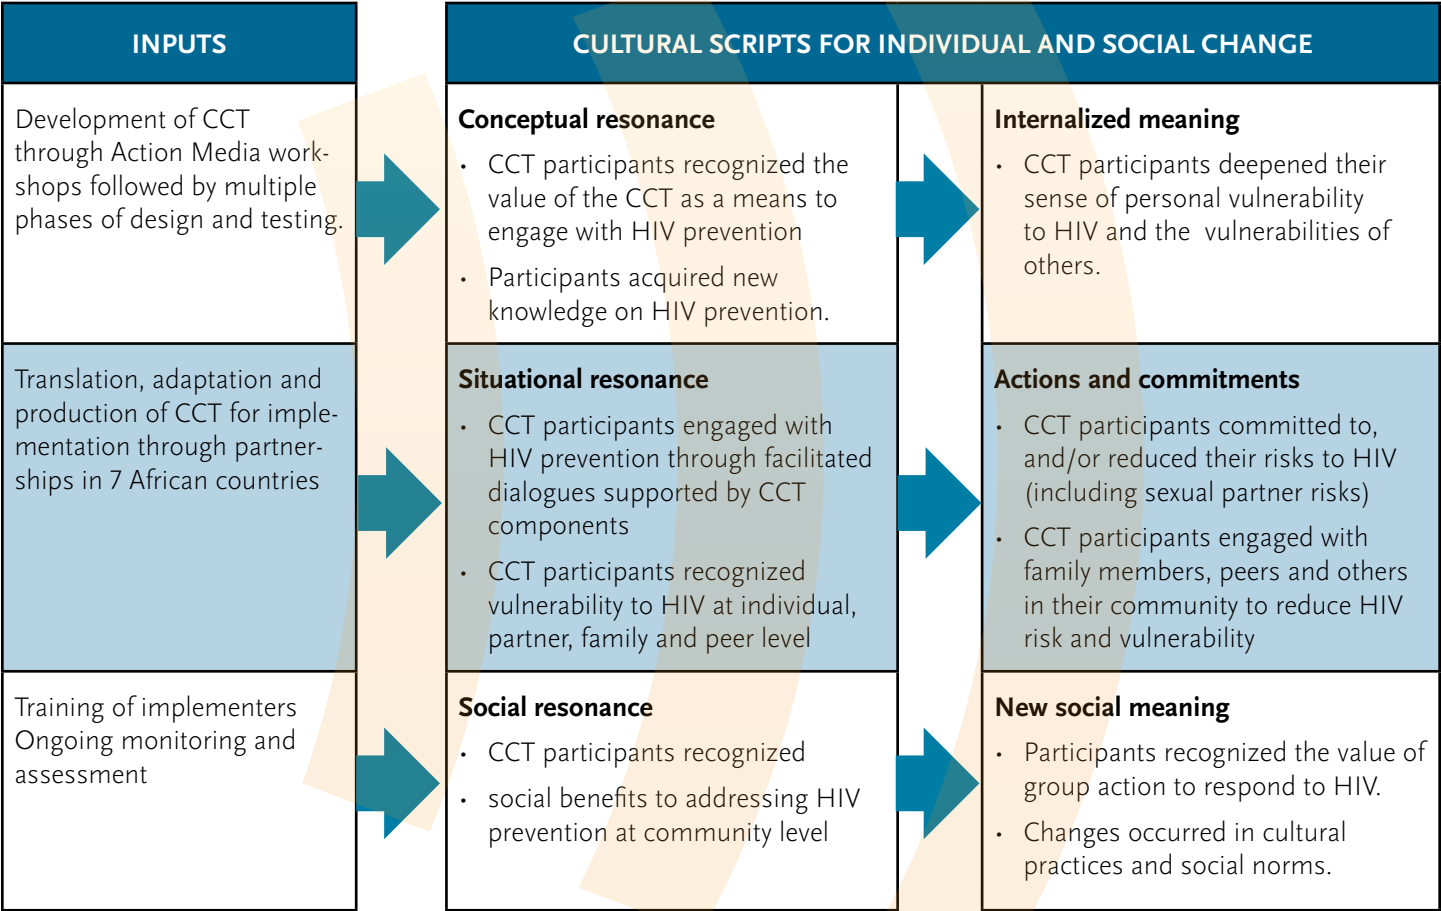 INPUTS
CULTURAL SCRIPTS FOR INDIVIDUAL AND SOCIAL CHANGE
Development of CCT
through Action Media work-
shops followed by multiple
phases of design and testing.
Conceptual resonance
• CCT participants recognized the
value of the CCT as a means to
engage with HIV prevention
• Participants acquired new
knowledge on HIV prevention.
Internalized meaning
• CCT participants deepened their
sense of personal vulnerability
to HIV and the vulnerabilities of
others.
Translation, adaptation and
production of CCT for imple-
mentation through partner-
ships in 7 African countries
Situational resonance
• CCT participants engaged with
HIV prevention through facilitated
dialogues supported by CCT
components
• CCT participants recognized
vulnerability to HIV at individual,
partner, family and peer level
Actions and commitments
• CCT participants committed to,
and/or reduced their risks to HIV
(including sexual partner risks)
• CCT participants engaged with
family members, peers and others
in their community to reduce HIV
risk and vulnerability
Training of implementers
Ongoing monitoring and
assessment
Social resonance
• CCT participants recognized
• social benefits to addressing HIV
prevention at community level
New social meaning
• Participants recognized the value of
group action to respond to HIV.
• Changes occurred in cultural
practices and social norms.